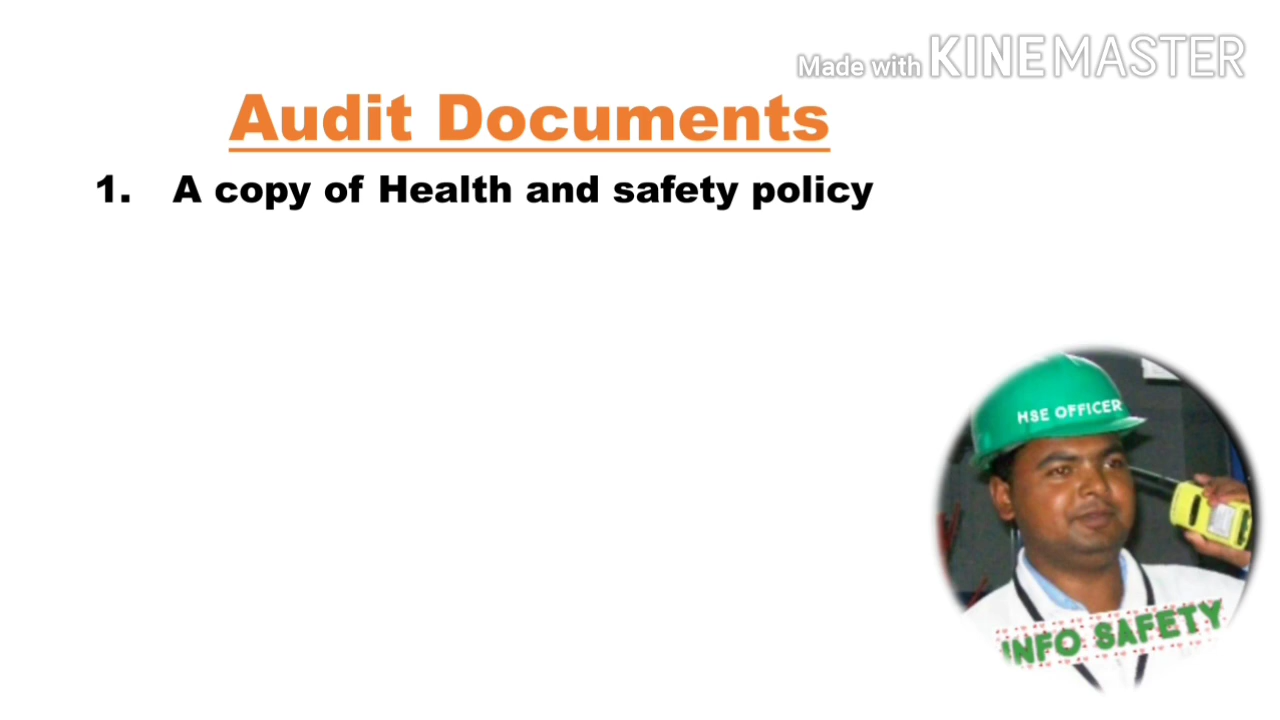 Made with KINEMASTER
Audit Documents
1. A copy of Health and safety policy
HSE OFFICER
INFO SAFETY